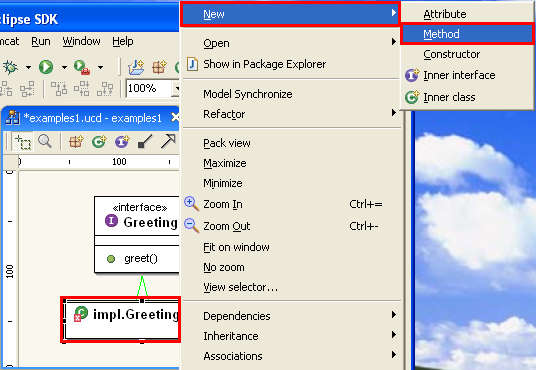 clipse SDK
mcat Run Window Help
100%
*examples1.ucd - examples1
100
100
«interface»
Greeting
greet()
impl.Greeting
New
Open
Show in Package Explorer
Model Synchronize
Refactor
Pack view
Maximize
Minimize
Zoom In Ctrl+=
Zoom Out Ctrl+-
Fit on window
No zoom
View selector...
Dependencies
Inheritance
Associations
Attribute
Method
Constructor
Inner interface
Inner class